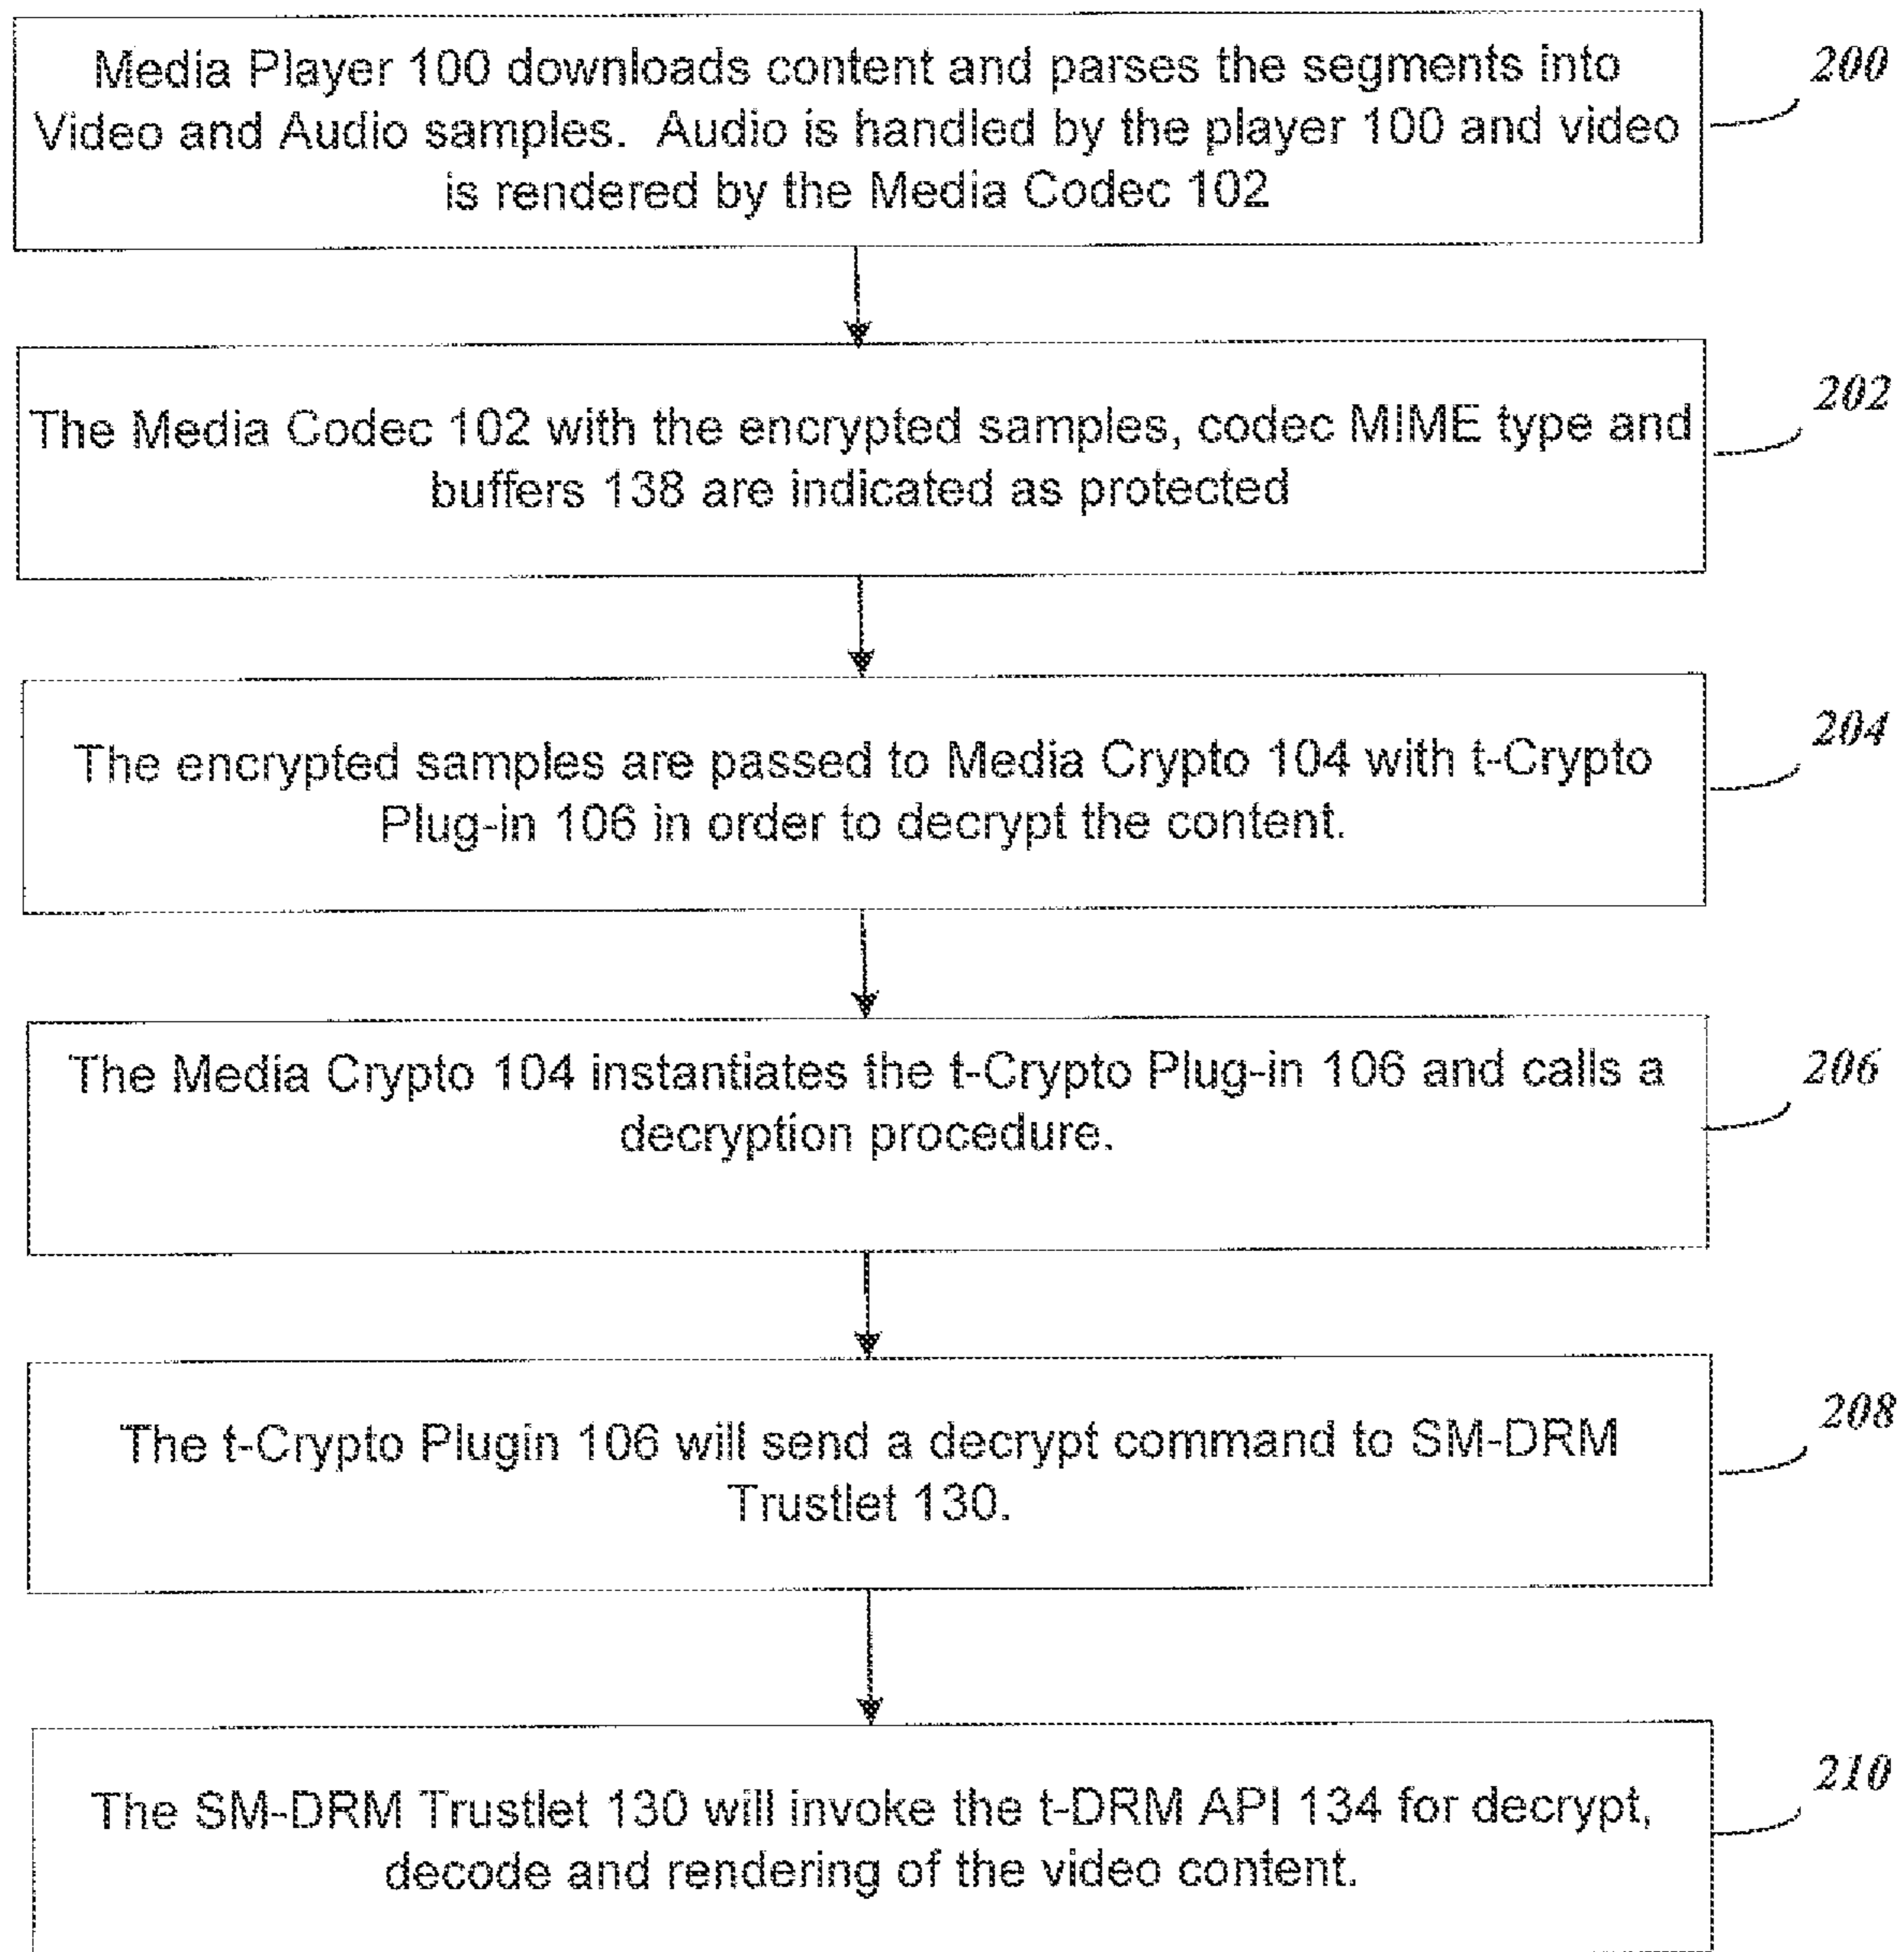 Media Player 100 downloads content and parses the segments into
200
Video and Audio samples.  Audio is handled by the player 100 and video
is rendered by the Media Codec 102
The Media Codec 102 with the encrypted samples, codec MIME type and
202
buffers 138 are indicated as protected
The encrypted samples are passed to Media Crypto 104 with t-Crypto
204
Plug-in 106 in order to decrypt the content.
The Media Crypto 104 instantiates the t-Crypto Plug-in 106 and calls a
206
decryption procedure.
The t-Crypto Plugin 106 will send a decrypt command to SM-DRM
208
Trustlet 130.
The SM-DRM Trustlet 130 will invoke the t-DRM API 134 for decrypt,
210
decode and rendering of the video content.